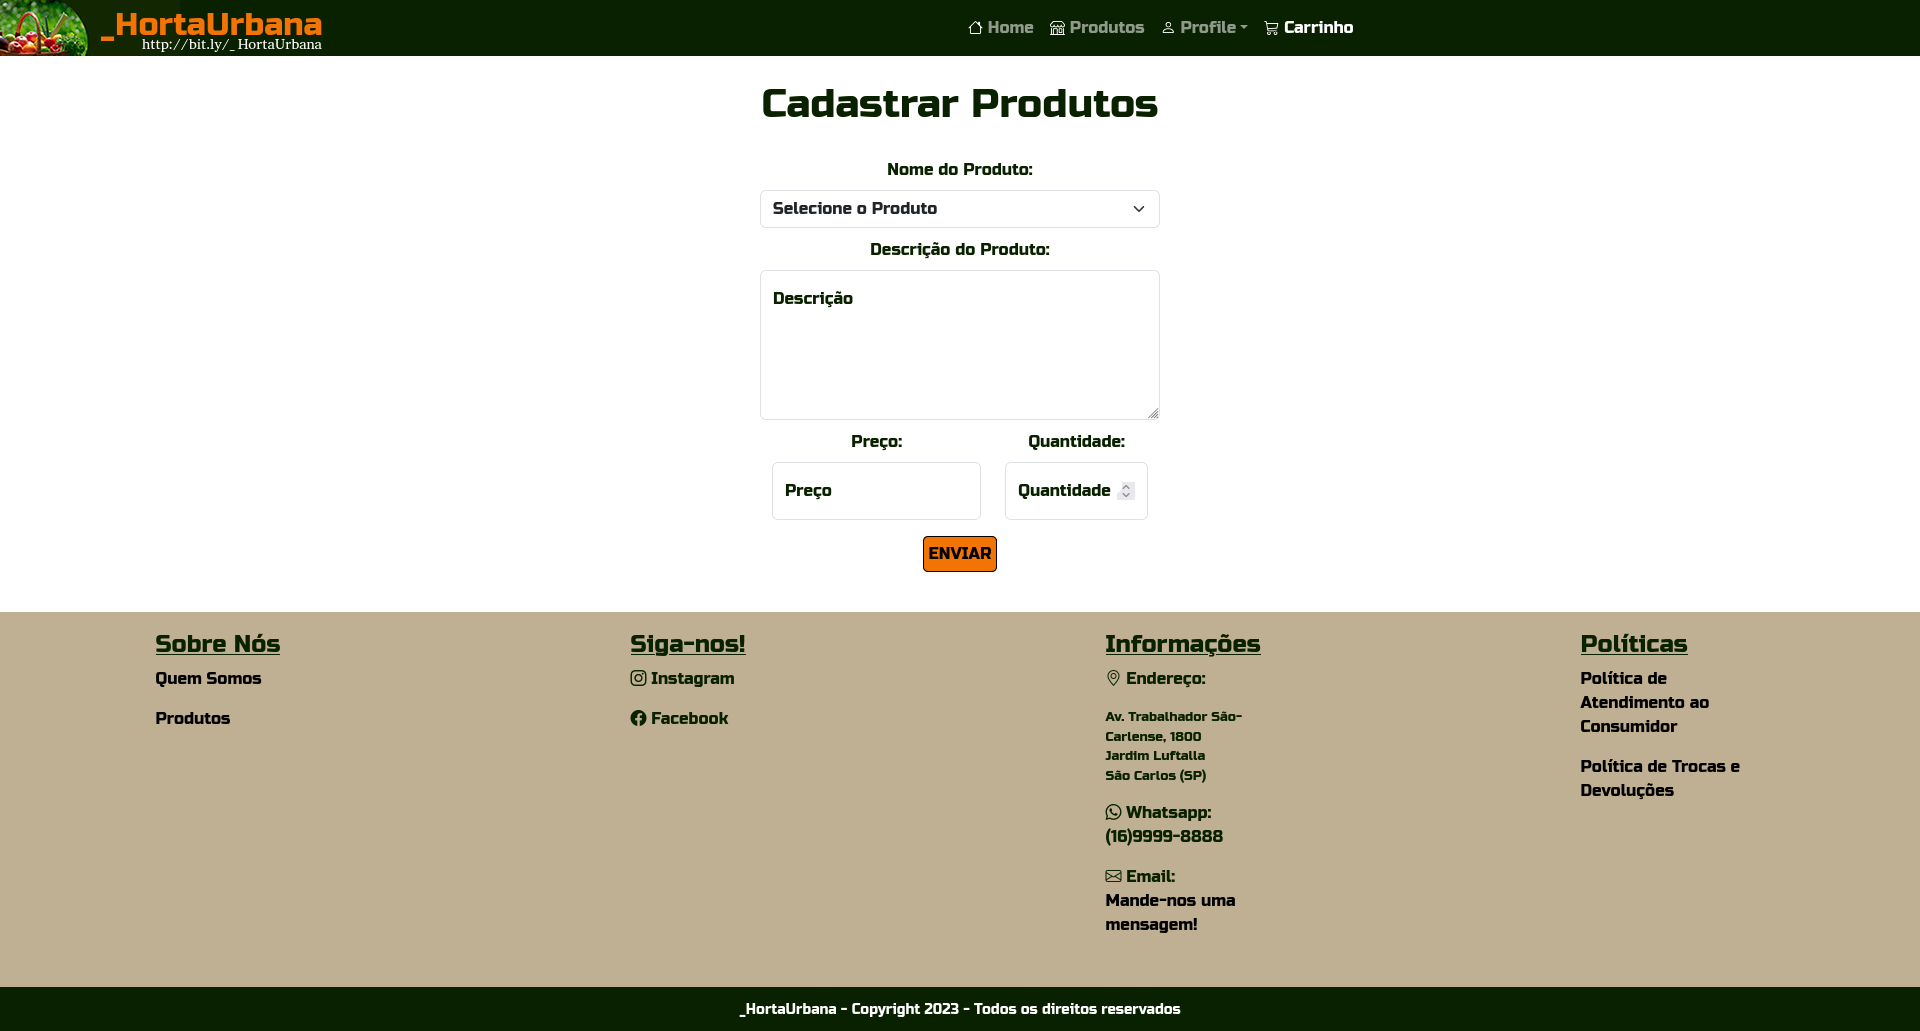 _HortaUrbana
http://bit.ly/_HortaUrbana
Home
Produtos
Profile
Carrinho
Cadastrar Produtos
Nome do Produto:
Selecione o Produto
Descrição do Produto:
Descrição
Preço:
Quantidade:
Preço
Quantidade
ENVIAR
Sobre Nós
Quem Somos
Produtos
Siga-nos!
Instagram
Facebook
Informações
Endereço:
Av. Trabalhador São-
Carlense, 1800
Jardim Luftalla
São Carlos (SP)
Whatsapp:
(16)9999-8888
Email:
Mande-nos uma
mensagem!
Políticas
Política de
Atendimento ao
Consumidor
Política de Trocas e
Devoluções
_HortaUrbana - Copyright 2023 - Todos os direitos reservados